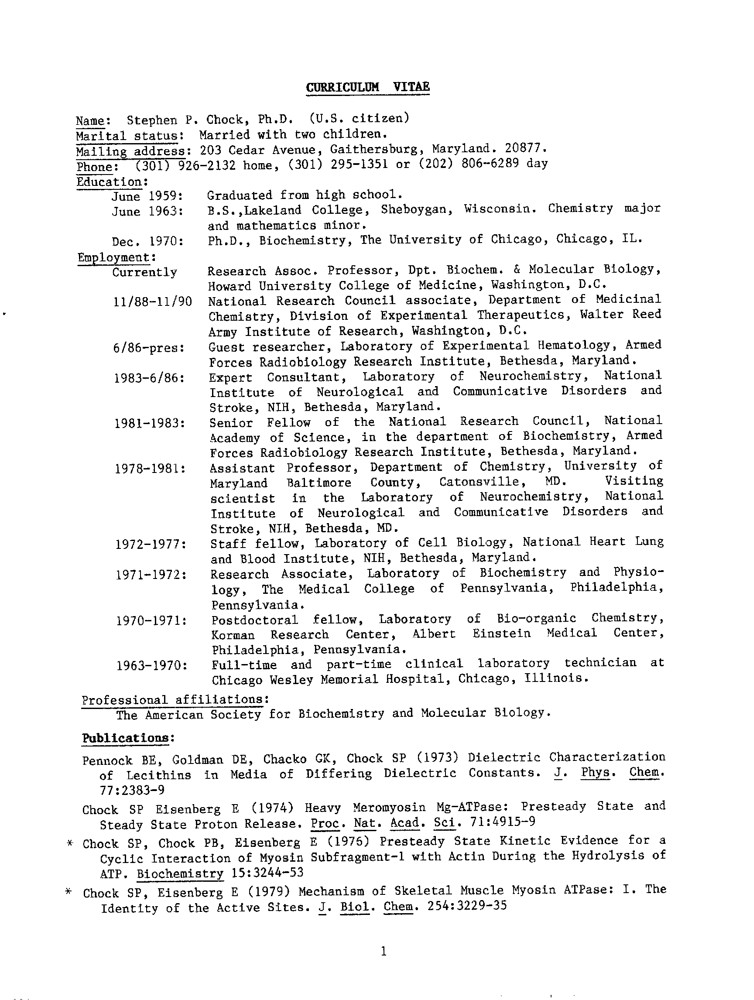 CURRICULUM VITAE
Name: Stephen P. Chock, Ph.D. (U.S. citizen)
Marital status: Married with two children.
Mailing address: 203 Cedar Avenue, Gaithersburg, Maryland. 20877.
Phone: (301) 926-2132 home, (301) 295-1351 or (202) 806-6289 day
Education:
June 1959: Graduated from high school.
June 1963: B.S.,Lakeland College, Sheboygan, Wisconsin. Chemistry major
and mathematics minor.
Dec. 1970: Ph.D., Biochemistry, The University of Chicago, Chicago, IL.
Employment:
Currently Research Assoc. Professor, Dpt. Biochem. & Molecular Biology,
Howard University College of Medicine, Washington, D.C.
11/88-11/90 National Research Council associate, Department of Medicinal
Chemistry, Division of Experimental Therapeutics, Walter Reed
Army Institute of Research, Washington, D.C.
6/86-pres: Guest researcher, Laboratory of Experimental Hematology, Armed
Forces Radiobiology Research Institute, Bethesda, Maryland.
1983-6/86: Expert Consultant, Laboratory of Neurochemistry, National
Institute of Neurological and Communicative Disorders and
Stroke, NIH, Bethesda, Maryland.
1981-1983: Senior Fellow of the National Research Council, National
Academy of Science, in the department of Biochemistry, Armed
Forces Radiobiology Research Institute, Bethesda, Maryland.
1978-1981: Assistant Professor, Department of Chemistry, University of
Maryland Baltimore County, Catonsville, MD. Visiting
scientist in the Laboratory of Neurochemistry, National
Institute of Neurological and Communicative Disorders and
Stroke, NIH, Bethesda, MD.
1972-1977: Staff fellow, Laboratory of Cell Biology, National Heart Lung
and Blood Institute, NIH, Bethesda, Maryland.
1971-1972: Research Associate, Laboratory of Biochemistry and Physio-
logy, The Medical College of Pennsylvania, Philadelphia,
Pennsylvania.
1970-1971: Postdoctoral fellow, Laboratory of Bio-organic Chemistry,
Korman Research Center, Albert Einstein Medical Center,
Philadelphia, Pennsylvania.
1963-1970: Full-time and part-time clinical laboratory technician at
Chicago Wesley Memorial Hospital, Chicago, Illinois.
Professional affiliations:
The American Society for Biochemistry and Molecular Biology.
Publications:
Pennock BE, Goldman DE, Chacko GK, Chock SP (1973) Dielectric Characterization
of Lecithins in Media of Differing Dielectric Constants. J. Phys. Chem.
77:2383-9
Chock SP Eisenberg E (1974) Heavy Meromyosin Mg-ATPase: Presteady State and
Steady State Proton Release. Proc. Nat. Acad. Sci. 71:4915-9
* Chock SP, Chock PB, Eisenberg E (1976) Presteady State Kinetic Evidence for a
Cyclic Interaction of Myosin Subfragment-1 with Actin During the Hydrolysis of
ATP. Biochemistry 15:3244-53
* Chock SP, Eisenberg E (1979) Mechanism of Skeletal Muscle Myosin ATPase: I. The
Identity of the Active Sites. J. Biol. Chem. 254:3229-35
1